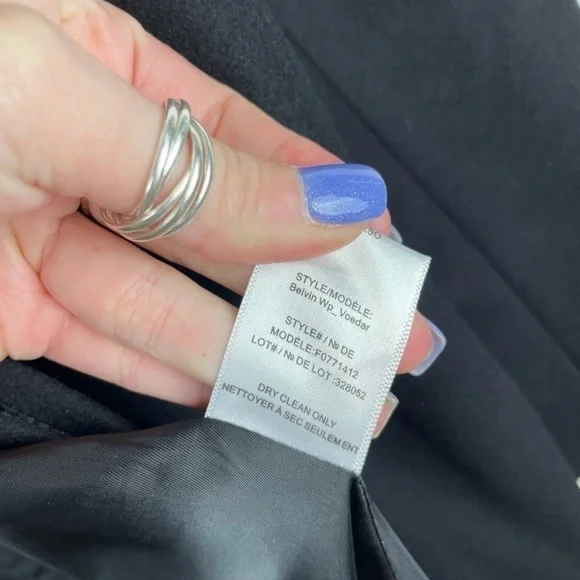 STYLE/MODÈLE:
Belvin Wp_ Voedar
STYLE# / № DE
MODÈLE:F0771412
LOT# / № DE LOT :328052
DRY CLEAN ONLY
NETTOYER À SEC SEULEMENT